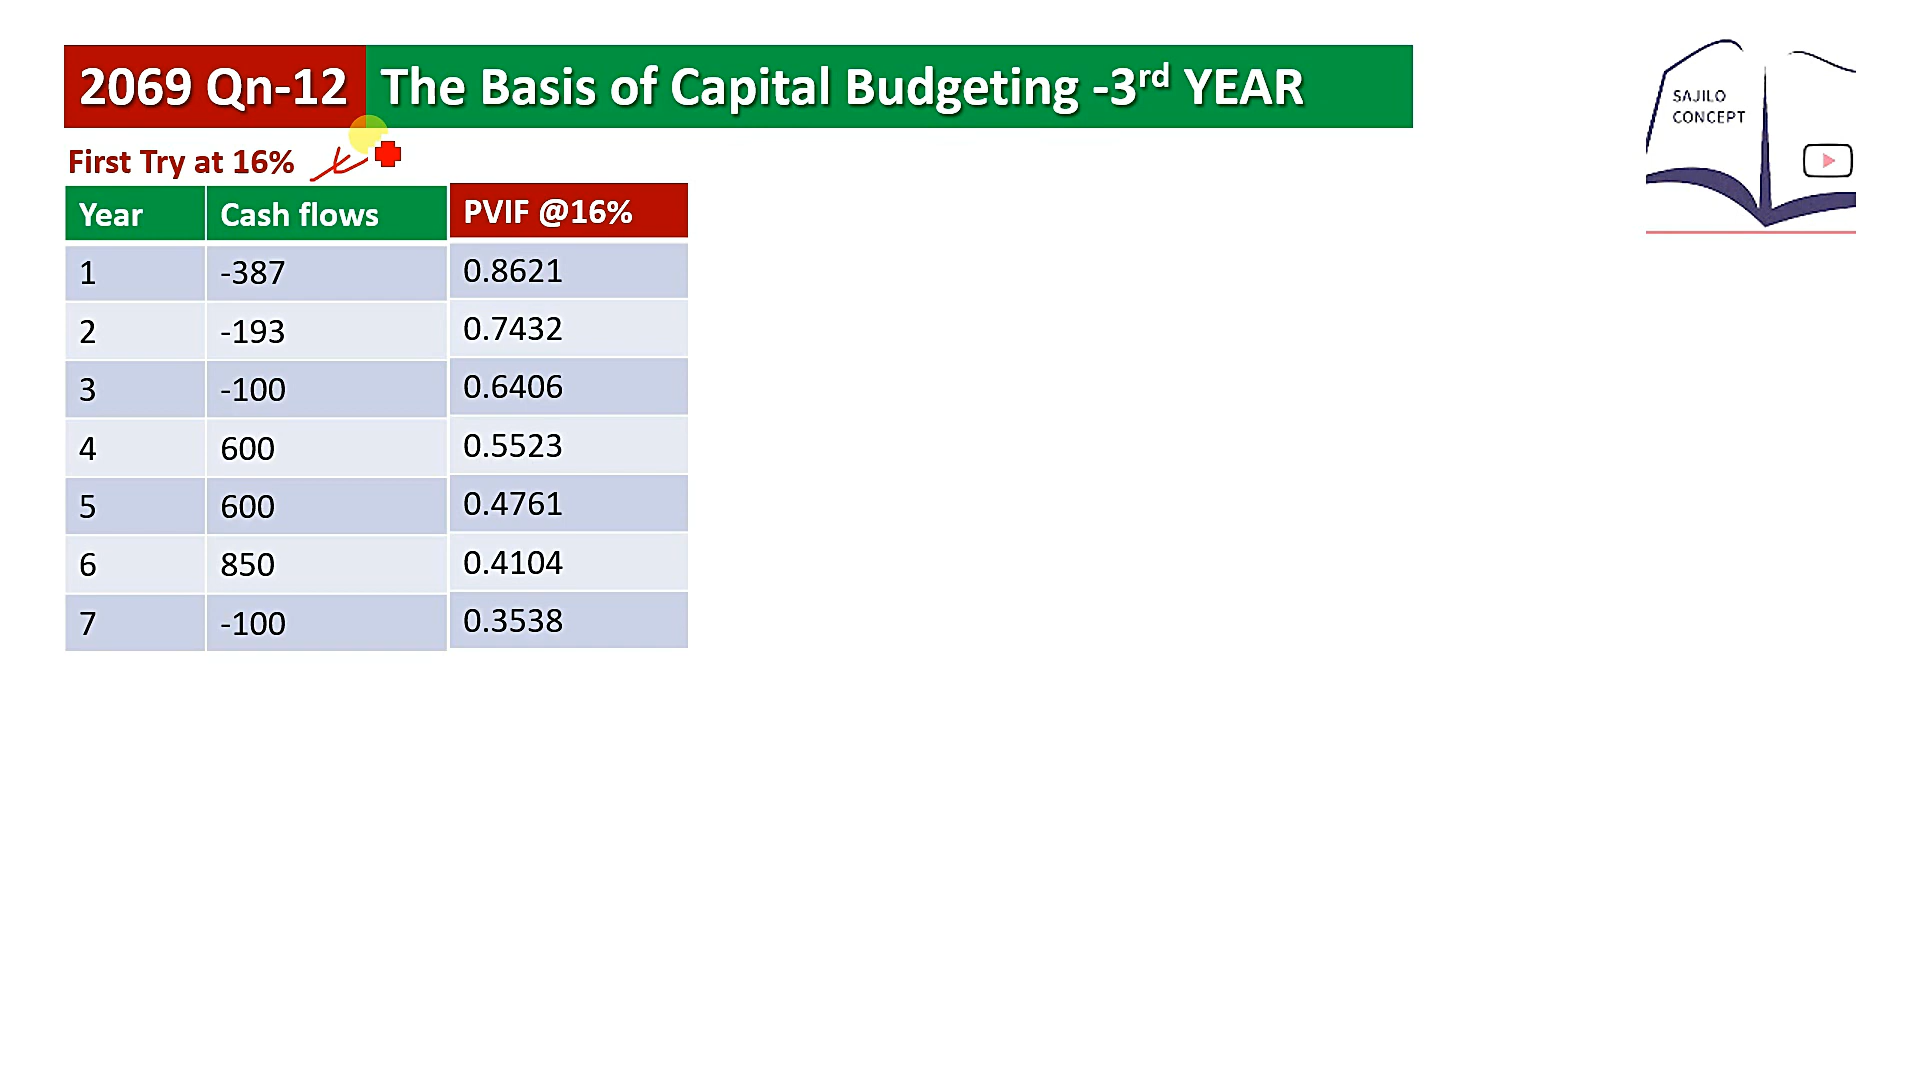 2069 Qn-12 The Basis of Capital Budgeting -3rd YEAR
SAJILO
CONCEPT
First Try at 16%
Year Cash flows PVIF @16%
1 -387 0.8621
2 -193 0.7432
3 -100 0.6406
4 600 0.5523
5 600 0.4761
6 850 0.4104
7 -100 0.3538